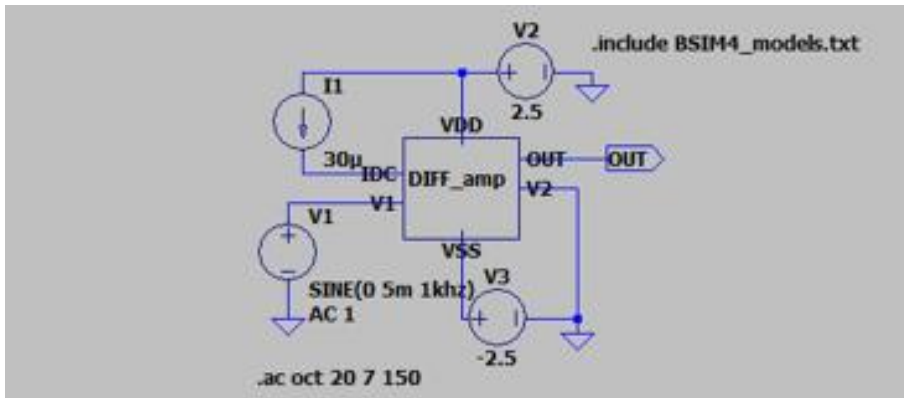 V2
.include BSIM4_models.txt
+
I1
2.5
VDD
30µ
IDC
DIFF_amp
OUT
OUT
V1
V2
V1
+
VSS
V3
SINE(0 5m 1khz)
+
AC 1
-2.5
.ac oct 20 7 150